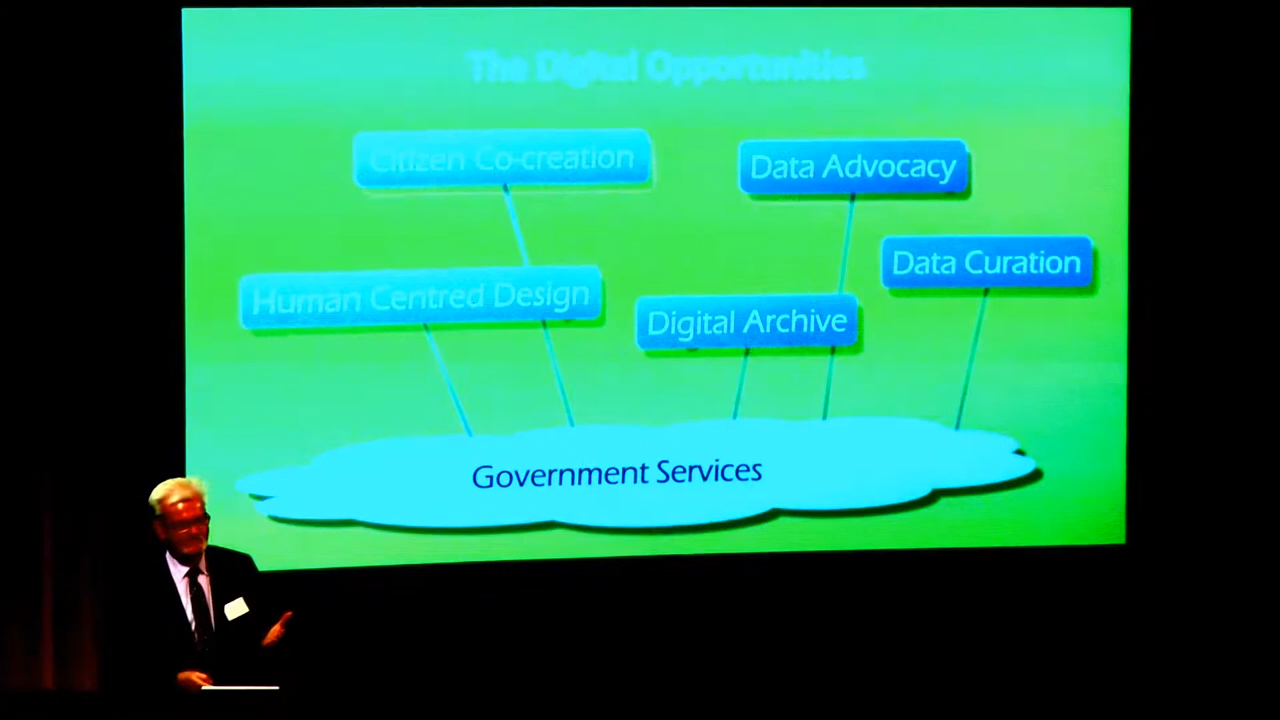 The Digital Opportunities
Citizen Co-creation
Data Advocacy
Data Curation
Human Centred Design
Digital Archive
Government Services